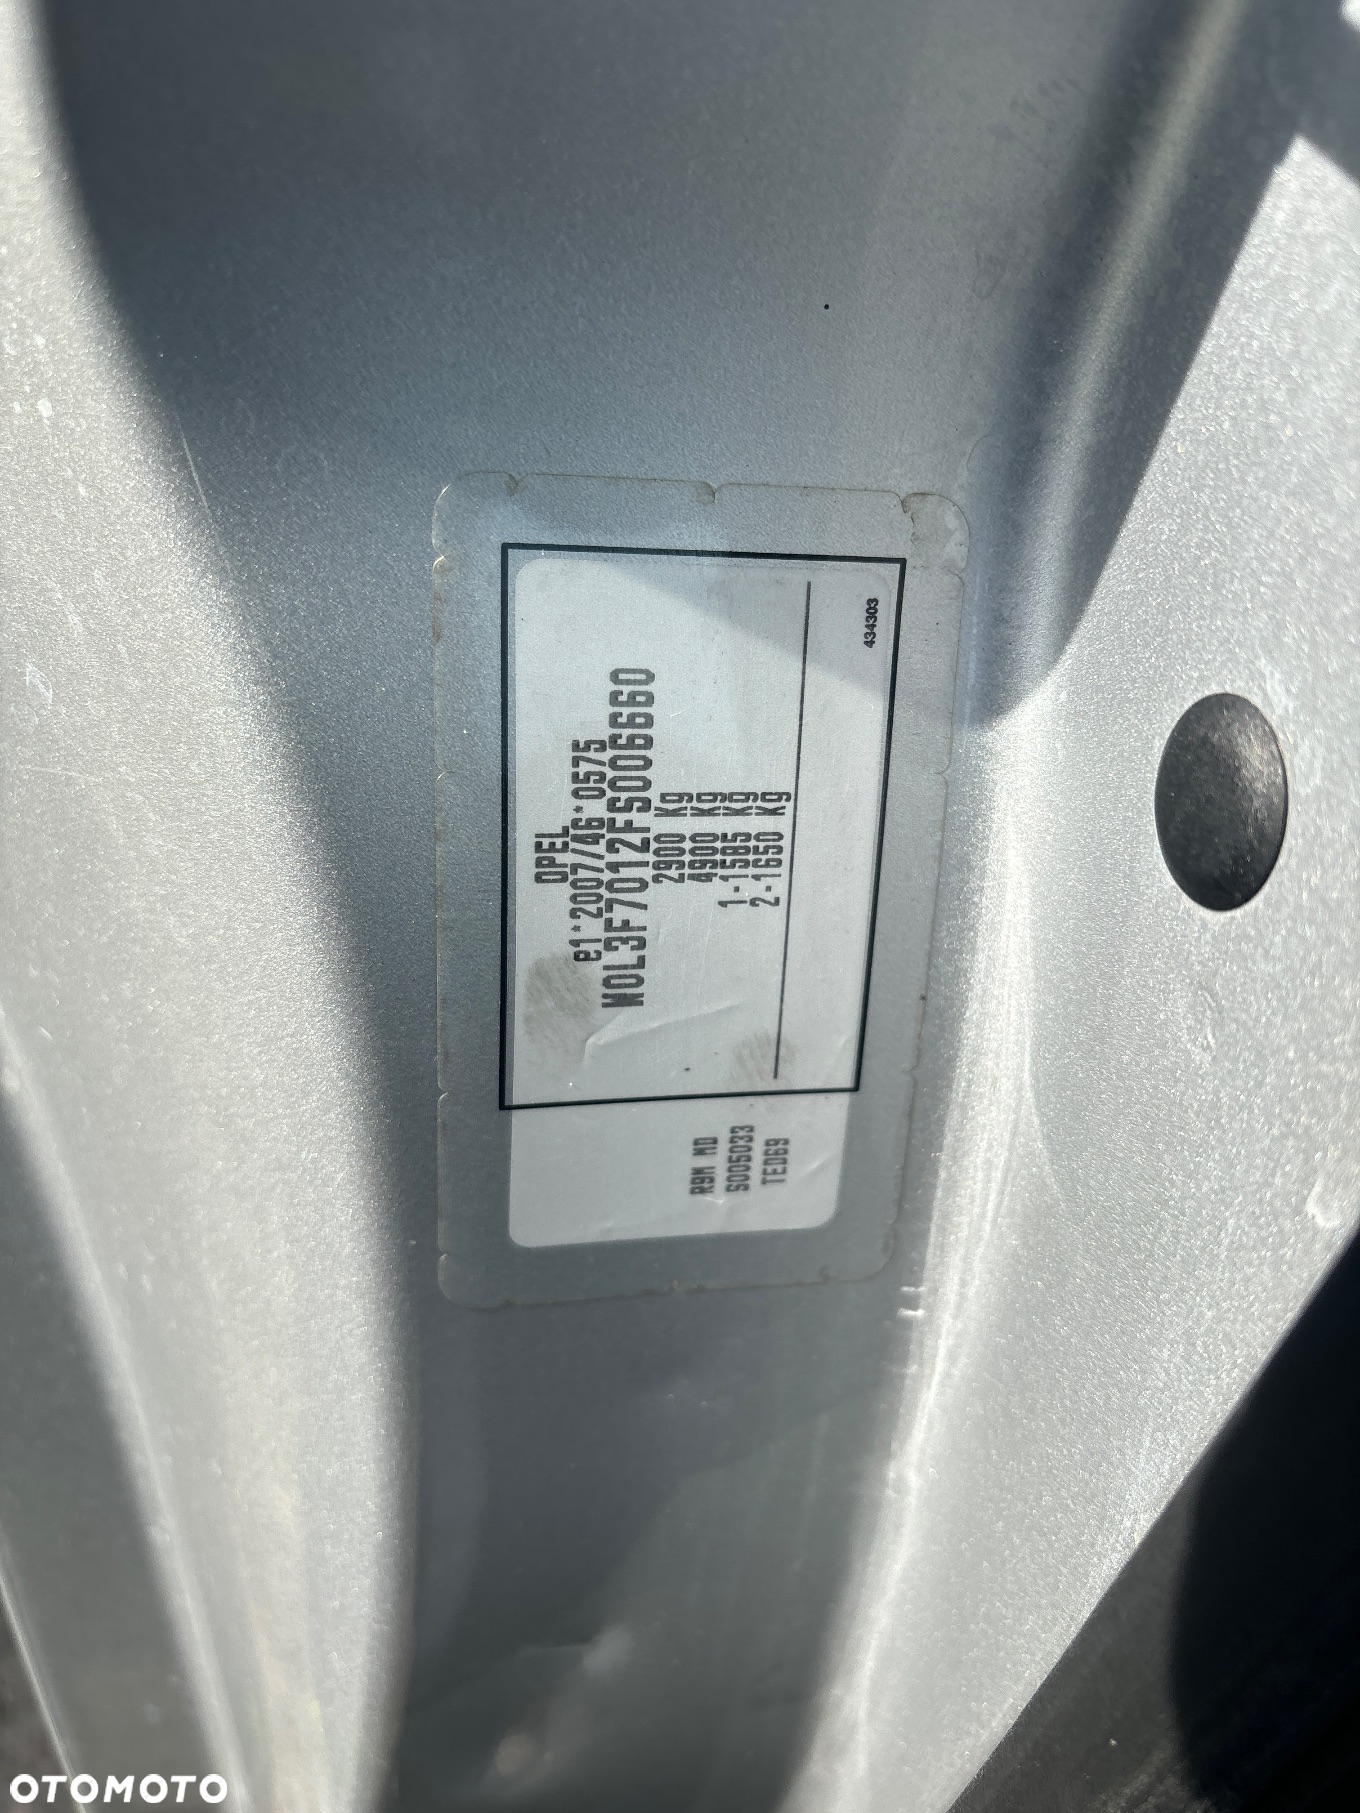 OPEL
e1*2007/46*0575
W0L3F7012FS006660
2900 Kg
4900 Kg
1-1585 Kg
2-1650 Kg
434303
R9M MD
S005033
TED69
OTOMOTO